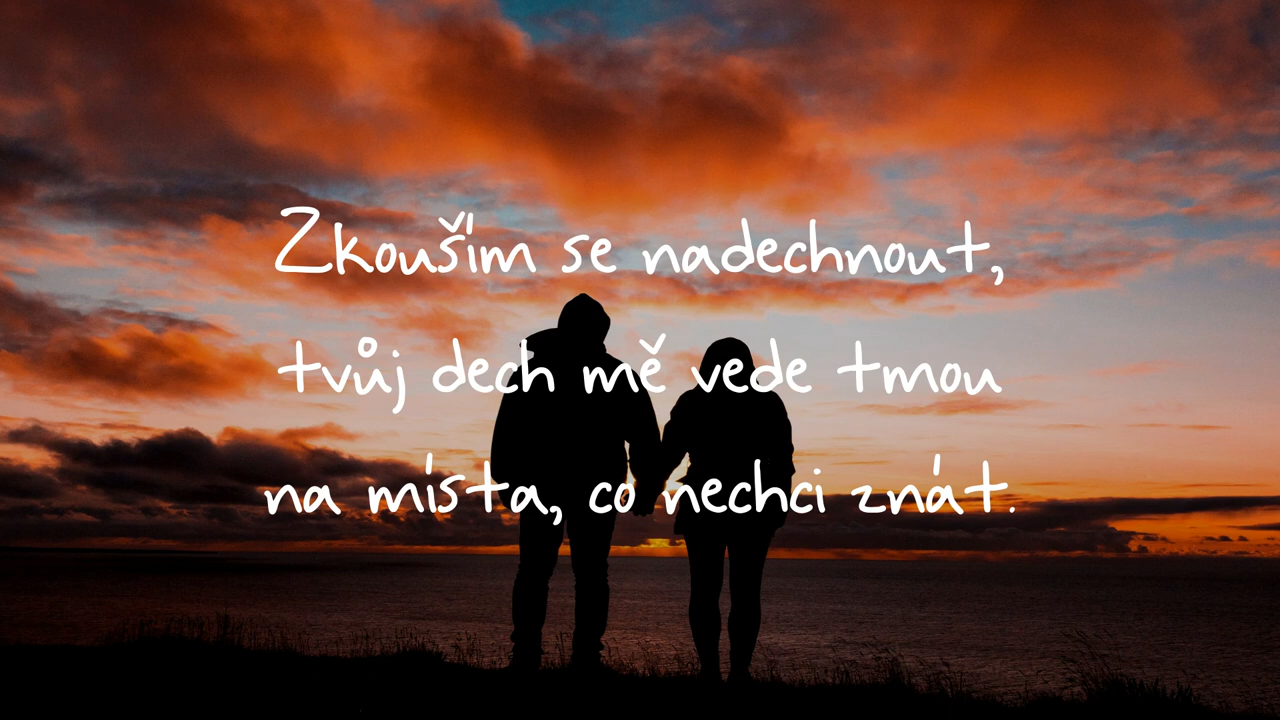 Zkouším se nadechnout,
tvůj dech mě vede tmou
na místa, co nechci znát.